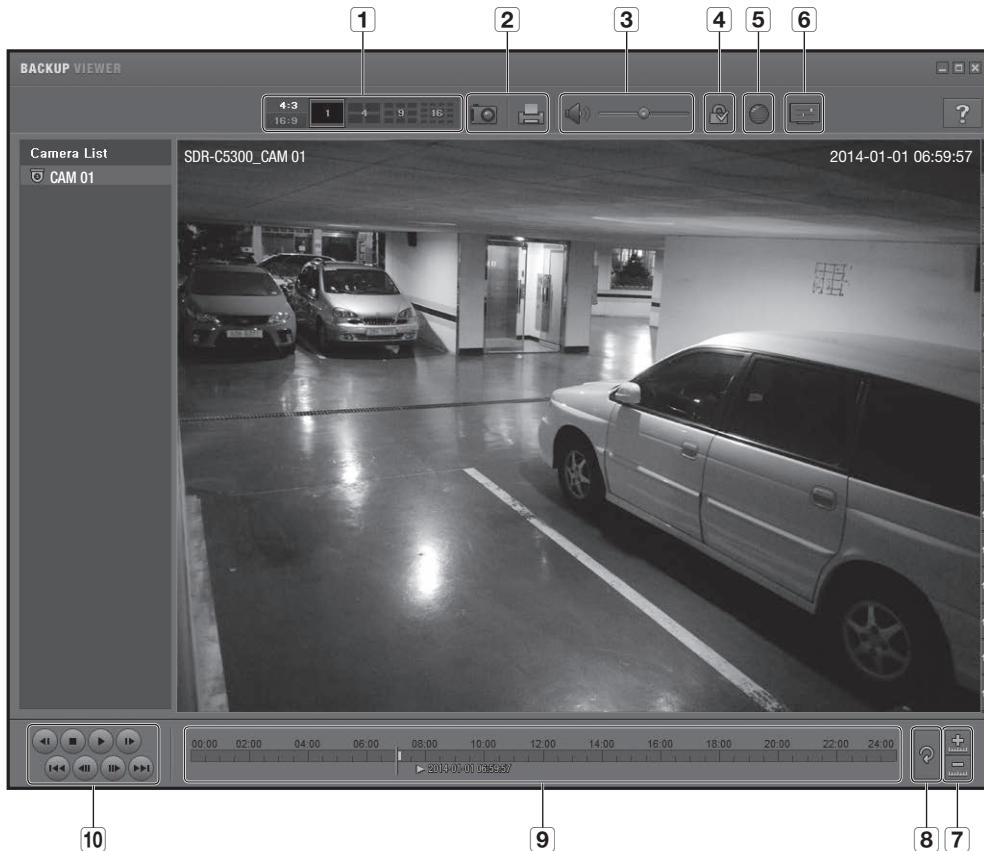 1 2 3 4 5 6
BACKUP VIEWER
4:3
16:9
1 4 9 16
?
Camera List
CAM 01
SDR-C5300_CAM 01
2014-01-01 06:59:57
00:00 02:00 04:00 06:00 08:00 10:00 12:00 14:00 16:00 18:00 20:00 22:00 24:00
2014-01-01 06:59:57
10 9 8 7